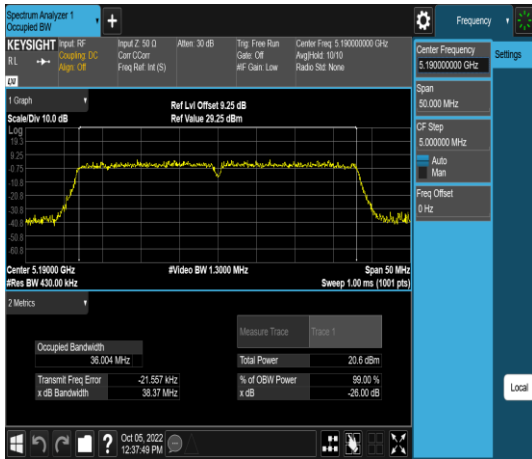 Spectrum Analyzer 1
Occupied BW
Frequency
KEYSIGHT
RL
LXI
Input: RF
Coupling: DC
Align: Off
Input Z: 50 Ω
Corr CCorr
Freq Ref: Int (S)
Atten: 30 dB
Trig: Free Run
Gate: Off
#IF Gain: Low
Center Freq: 5.190000000 GHz
Avg|Hold: 10/10
Radio Std: None
Center Frequency
5.190000000 GHz
Settings
Span
50.000 MHz
CF Step
5.000000 MHz
Auto
Man
Freq Offset
0 Hz
Local
1 Graph
Scale/Div 10.0 dB
Ref Lvl Offset 9.25 dB
Ref Value 29.25 dBm
Log
19.3
9.25
-0.75
-10.8
-20.8
-30.8
-40.8
-50.8
-60.8
Center 5.19000 GHz
#Res BW 430.00 kHz
#Video BW 1.3000 MHz
Span 50 MHz
Sweep 1.00 ms (1001 pts)
2 Metrics
Measure Trace
Trace 1
Occupied Bandwidth
36.004 MHz
Total Power
20.6 dBm
Transmit Freq Error
-21.557 kHz
% of OBW Power
99.00 %
x dB Bandwidth
38.37 MHz
x dB
-26.00 dB
Oct 05, 2022
12:37:49 PM